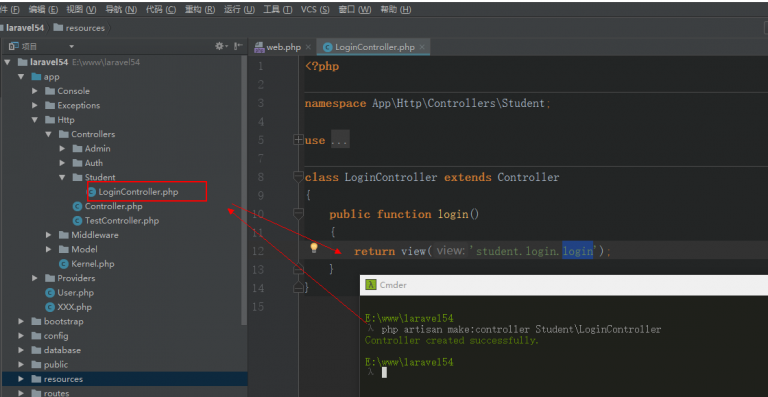 件 (F) 编辑 (E) 视图 (V) 导航 (N) 代码 (C) 重构 (R) 运行 (U) 工具 (T) VCS (S) 窗口 (W) 帮助 (H)
laravel54 resources
项目
web.php × LoginController.php ×
laravel54 E:\www\laravel54
app
Console
Exceptions
Http
Controllers
Admin
Auth
Student
LoginController.php
Controller.php
TestController.php
Middleware
Model
Kernel.php
Providers
User.php
XXX.php
bootstrap
config
database
public
resources
routes
1 <?php
2
3 namespace App\Http\Controllers\Student;
4
5 use ...
7
8 class LoginController extends Controller
9 {
10 public function login()
11 {
12 return view( view: 'student.login.login');
13 }
14 }
15
Cmder
E:\www\laravel54
λ php artisan make:controller Student\LoginController
Controller created successfully.
E:\www\laravel54
λ